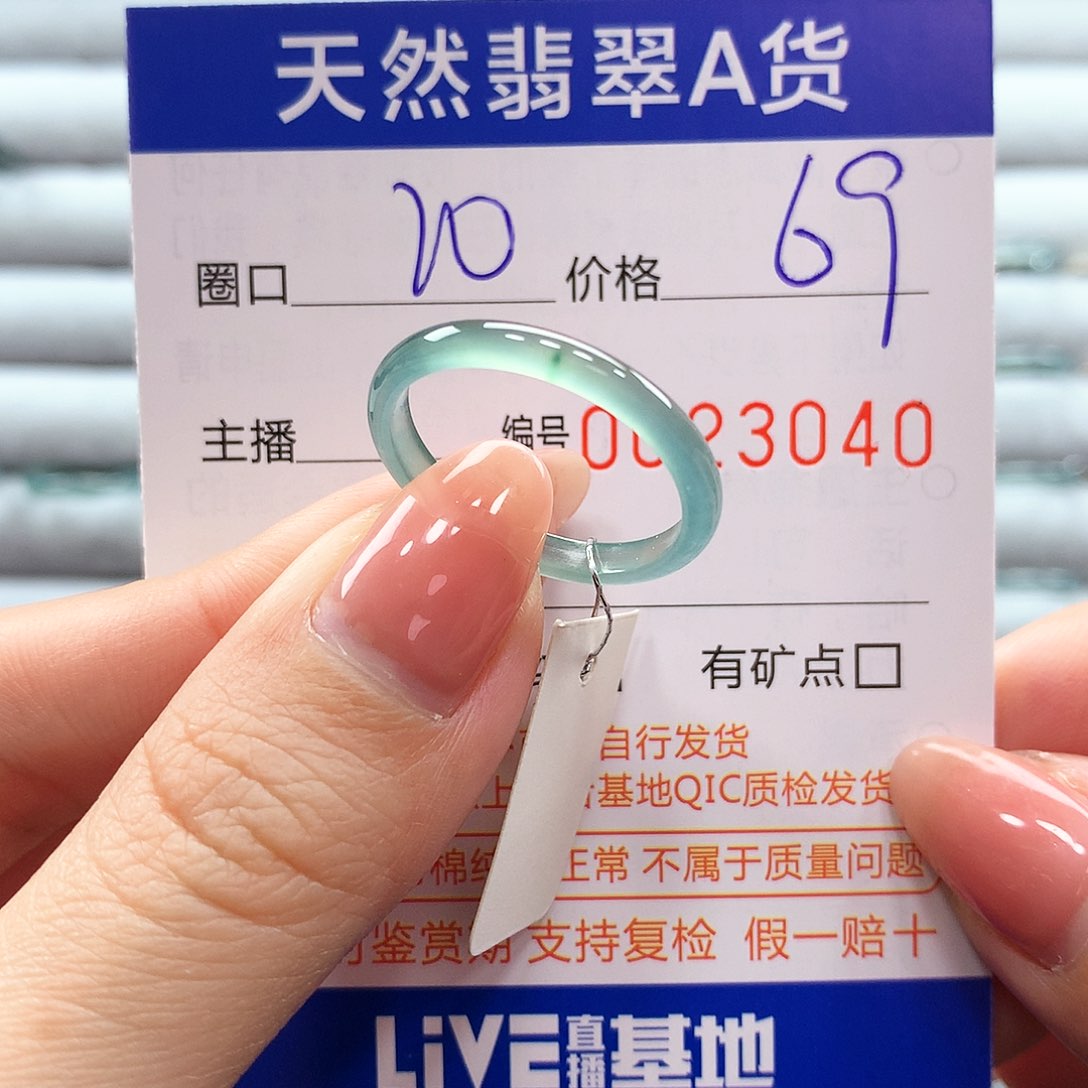 天然翡翠A货
圈口 20 价格 69
主播 编号 0023040
有矿点□
自行发货
基地QIC质检发货
正常 不属于质量问题
鉴赏期 支持复检 假一赔十
LiVE直播基地